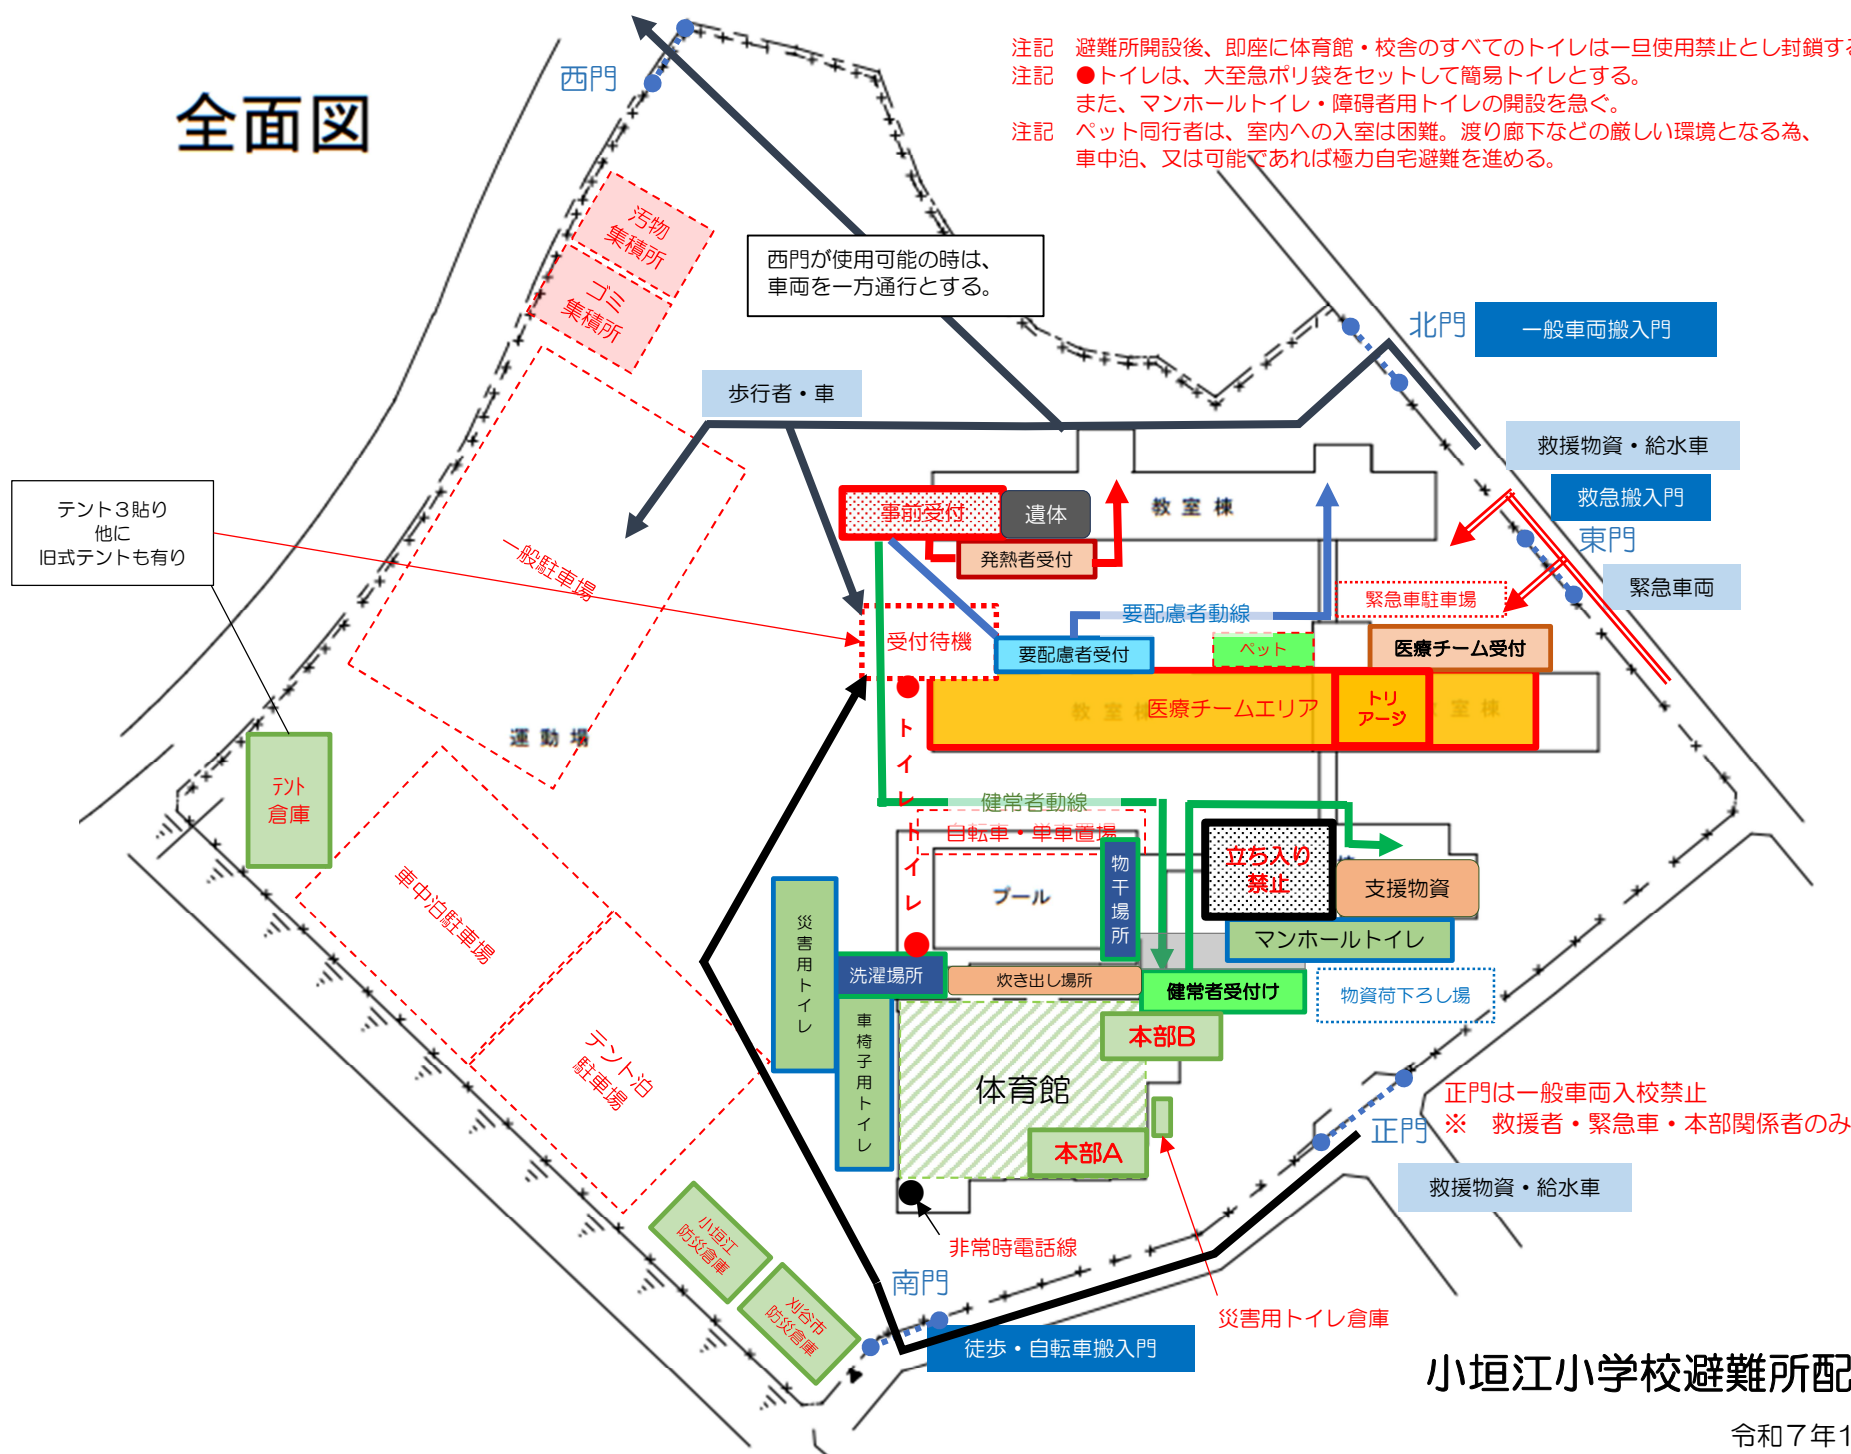 全面図
注記　避難所開設後、即座に体育館・校舎のすべてのトイレは一旦使用禁止とし封鎖する
注記　●トイレは、大至急ポリ袋をセットして簡易トイレとする。
また、マンホールトイレ・障碍者用トイレの開設を急ぐ。
注記　ペット同行者は、室内への入室は困難。渡り廊下などの厳しい環境となる為、
車中泊、又は可能であれば極力自宅避難を進める。
西門
汚物
集積所
ゴミ
集積所
西門が使用可能の時は、
車両を一方通行とする。
北門
一般車両搬入門
歩行者・車
救援物資・給水車
救急搬入門
東門
緊急車両
テント３貼り
他に
旧式テントも有り
一般駐車場
事前受付
遺体
教室棟
発熱者受付
緊急車駐車場
要配慮者動線
受付待機
要配慮者受付
ペット
医療チーム受付
医療チームエリア
教室棟
トリ
アージ
室棟
運動場
●トイレ
テント
倉庫
健常者動線
自転車・単車置場
トイレ
プール
物干場所
立ち入り
禁止
支援物資
マンホールトイレ
車中泊駐車場
災害用トイレ
洗濯場所
炊き出し場所
健常者受付け
物資荷下ろし場
車椅子用トイレ
本部B
テント泊
駐車場
体育館
本部A
正門は一般車両入校禁止
※　救援者・緊急車・本部関係者のみ
正門
救援物資・給水車
小垣江
防災倉庫
刈谷市
防災倉庫
非常時電話線
南門
災害用トイレ倉庫
徒歩・自転車搬入門
小垣江小学校避難所配
令和７年1